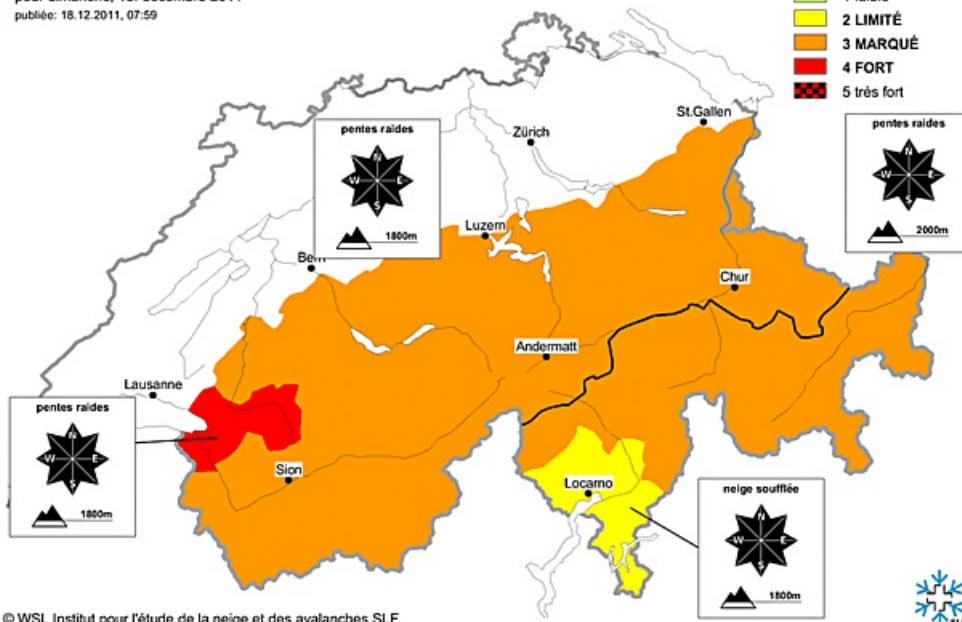 publiée: 18.12.2011, 07:59
2 LIMITÉ
3 MARQUÉ
4 FORT
5 très fort
St.Gallen
Zürich
pentes raides
N
W E
S
1800m
pentes raides
N
W E
S
2000m
Luzern
Bern
Chur
Andermatt
Lausanne
pentes raides
N
W E
S
1800m
Sion
Locarno
neige soufflée
N
W E
S
1800m
© WSL Institut pour l'étude de la neige et des avalanches SLF